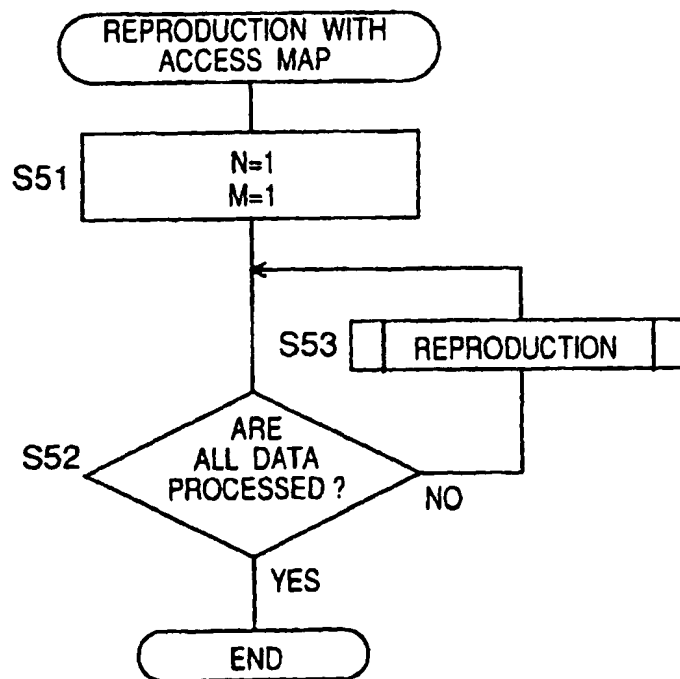 REPRODUCTION WITH
ACCESS MAP
S51
N=1
M=1
S53
REPRODUCTION
S52
ARE
ALL DATA
PROCESSED ?
NO
YES
END